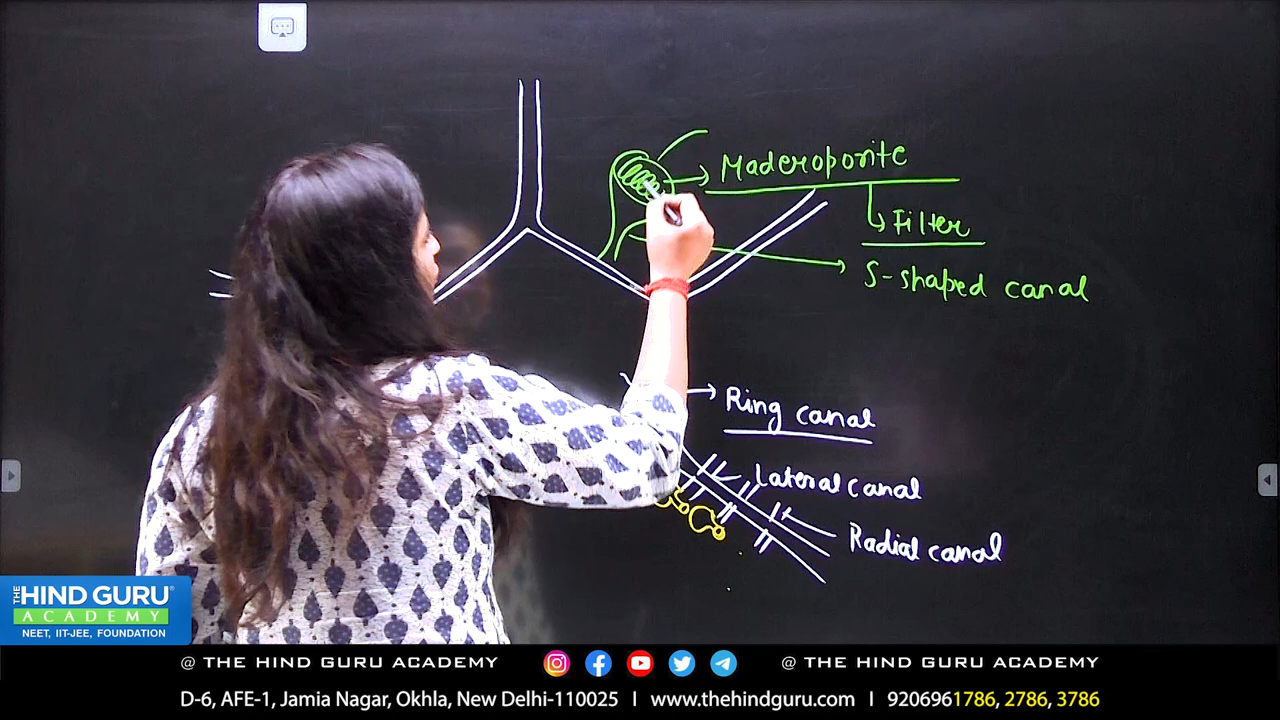 Maderoporite
Filter
S-shaped canal
Ring canal
Lateral canal
Radial canal
THE HIND GURU®
ACADEMY
NEET, IIT-JEE, FOUNDATION
@ THE HIND GURU ACADEMY @ THE HIND GURU ACADEMY
D-6, AFE-1, Jamia Nagar, Okhla, New Delhi-110025 I www.thehindguru.com I 9206961786, 2786, 3786